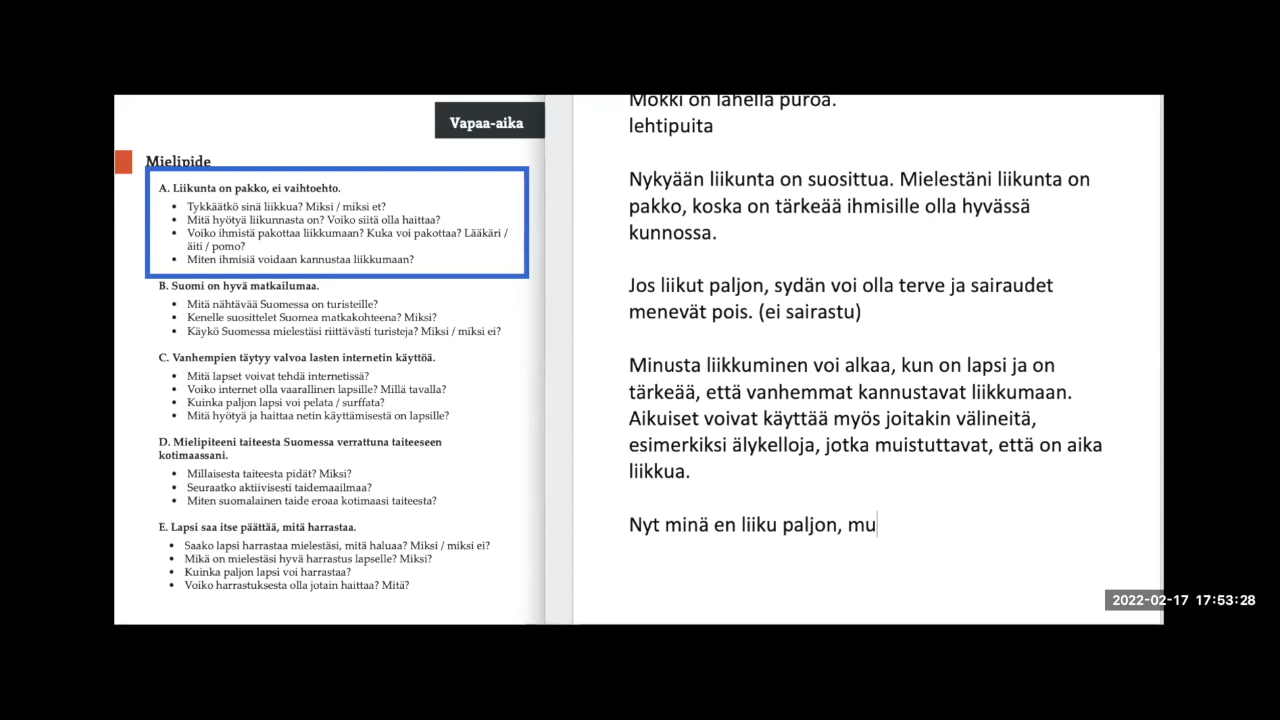 Vapaa-aika
Mielipide
A. Liikunta on pakko, ei vaihtoehto.
• Tykkäätkö sinä liikkua? Miksi / miksi et?
• Mitä hyötyä liikunnasta on? Voiko siitä olla haittaa?
• Voiko ihmistä pakottaa liikkumaan? Kuka voi pakottaa? Lääkäri /
äiti / pomo?
• Miten ihmisiä voidaan kannustaa liikkumaan?
B. Suomi on hyvä matkailumaa.
• Mitä nähtävää Suomessa on turisteille?
• Kenelle suosittelet Suomea matkakohteena? Miksi?
• Käykö Suomessa mielestäsi riittävästi turisteja? Miksi / miksi ei?
C. Vanhempien täytyy valvoa lasten internetin käyttöä.
• Mitä lapset voivat tehdä internetissä?
• Voiko internet olla vaarallinen lapsille? Millä tavalla?
• Kuinka paljon lapsi voi pelata / surffata?
• Mitä hyötyä ja haittaa netin käyttämisestä on lapsille?
D. Mielipiteeni taiteesta Suomessa verrattuna taiteeseen
kotimaassani.
• Millaisesta taiteesta pidät? Miksi?
• Seuraatko aktiivisesti taidemaailmaa?
• Miten suomalainen taide eroaa kotimaasi taiteesta?
E. Lapsi saa itse päättää, mitä harrastaa.
• Saako lapsi harrastaa mielestäsi, mitä haluaa? Miksi / miksi ei?
• Mikä on mielestäsi hyvä harrastus lapselle? Miksi?
• Kuinka paljon lapsi voi harrastaa?
• Voiko harrastuksesta olla jotain haittaa? Mitä?
Mökki on lähellä puroa.
lehtipuita
Nykyään liikunta on suosittua. Mielestäni liikunta on
pakko, koska on tärkeää ihmisille olla hyvässä
kunnossa.
Jos liikut paljon, sydän voi olla terve ja sairaudet
menevät pois. (ei sairastu)
Minusta liikkuminen voi alkaa, kun on lapsi ja on
tärkeää, että vanhemmat kannustavat liikkumaan.
Aikuiset voivat käyttää myös joitakin välineitä,
esimerkiksi älykelloja, jotka muistuttavat, että on aika
liikkua.
Nyt minä en liiku paljon, mu
2022-02-17 17:53:28